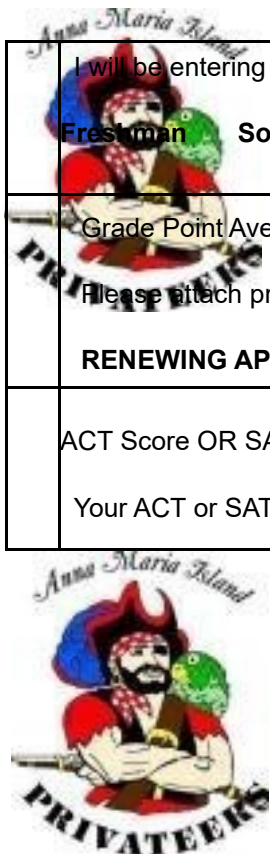 Anna Maria Island
I will be entering
Freshman So
Grade Point Ave
PRIVATEERS
Please attach pr
RENEWING AP
ACT Score OR SA
Your ACT or SAT
Anna Maria Island
PRIVATEERS